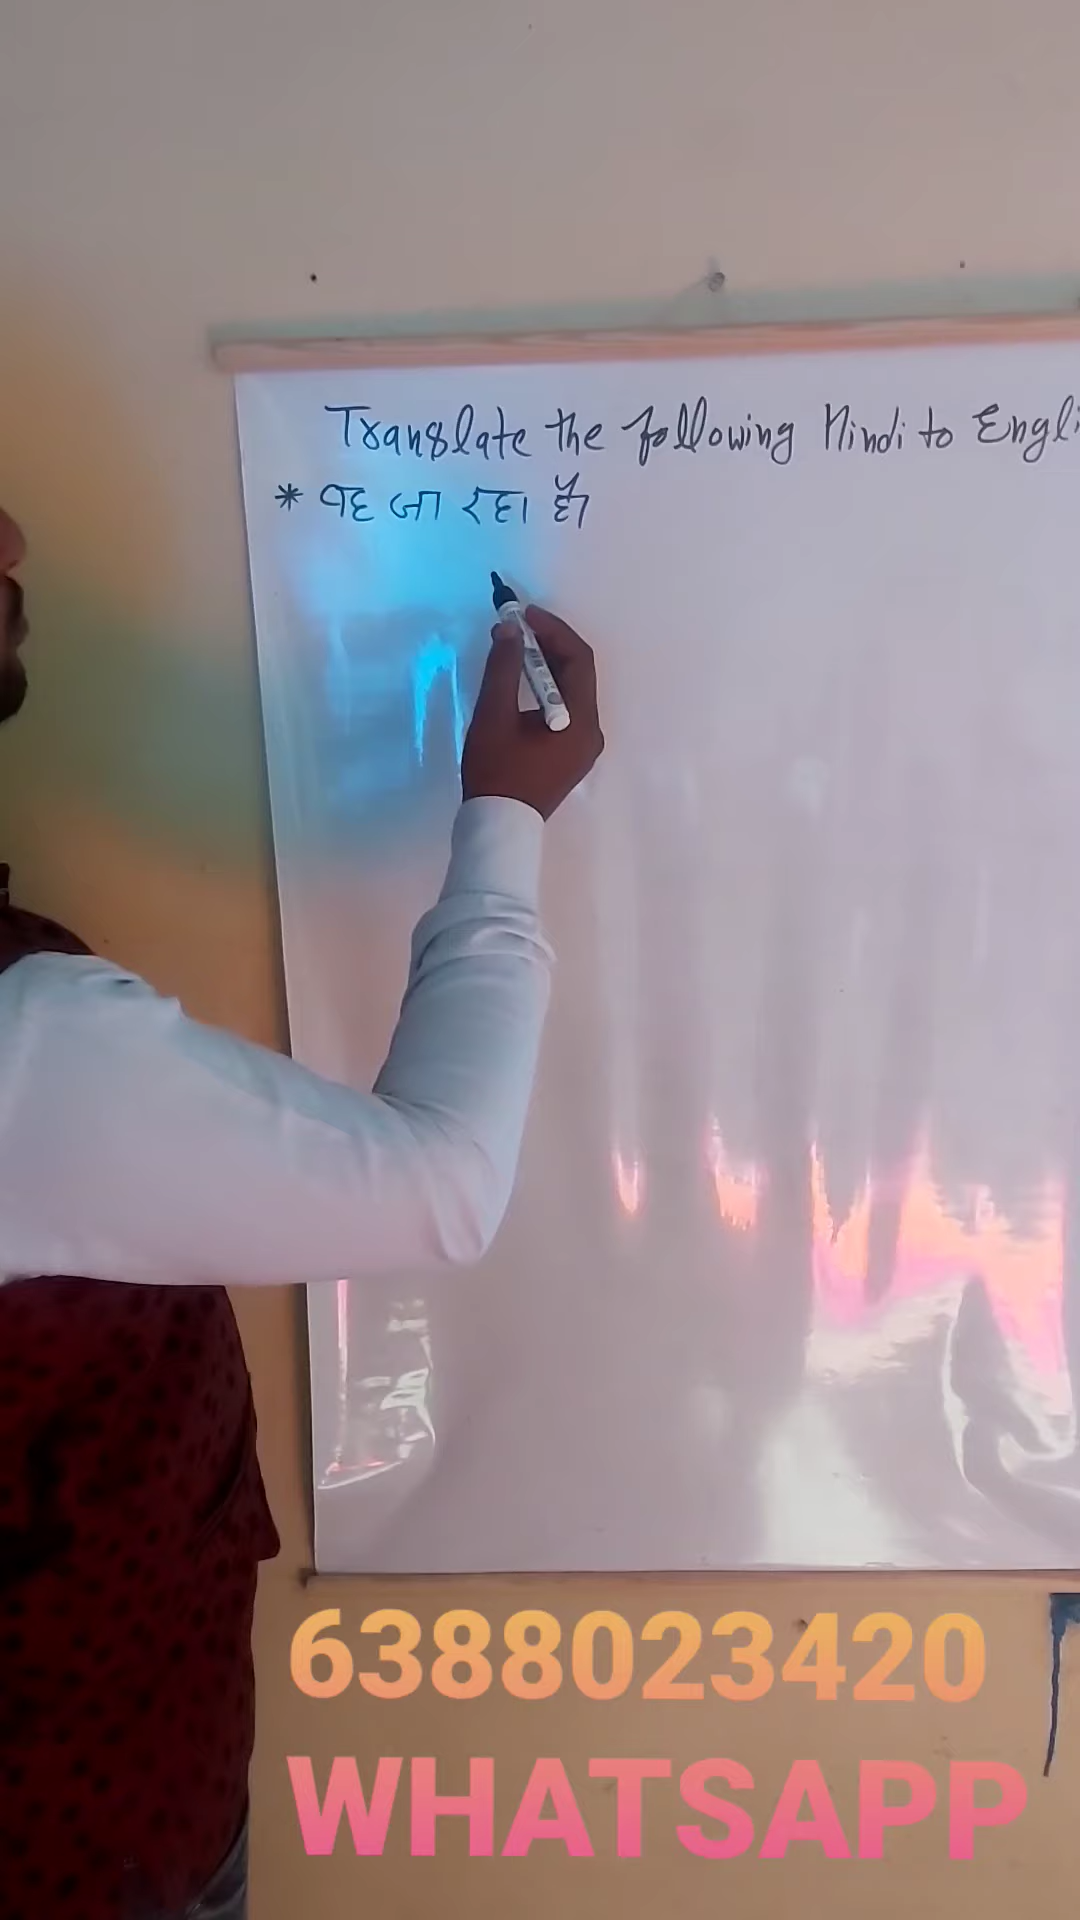 Translate the following Hindi to Engli
* वह जा रहा है।
6388023420
WHATSAPP